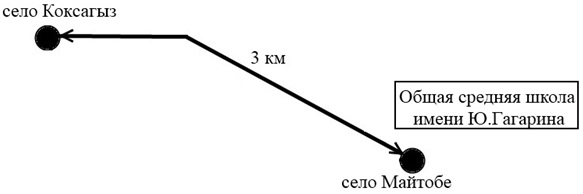 село Коксагыз
3 км
Общая средняя школа
имени Ю.Гагарина
село Майтобе